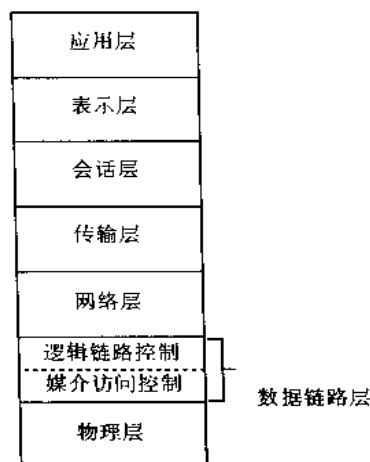 应用层
表示层
会话层
传输层
网络层
逻辑链路控制
媒介访问控制
数据链路层
物理层